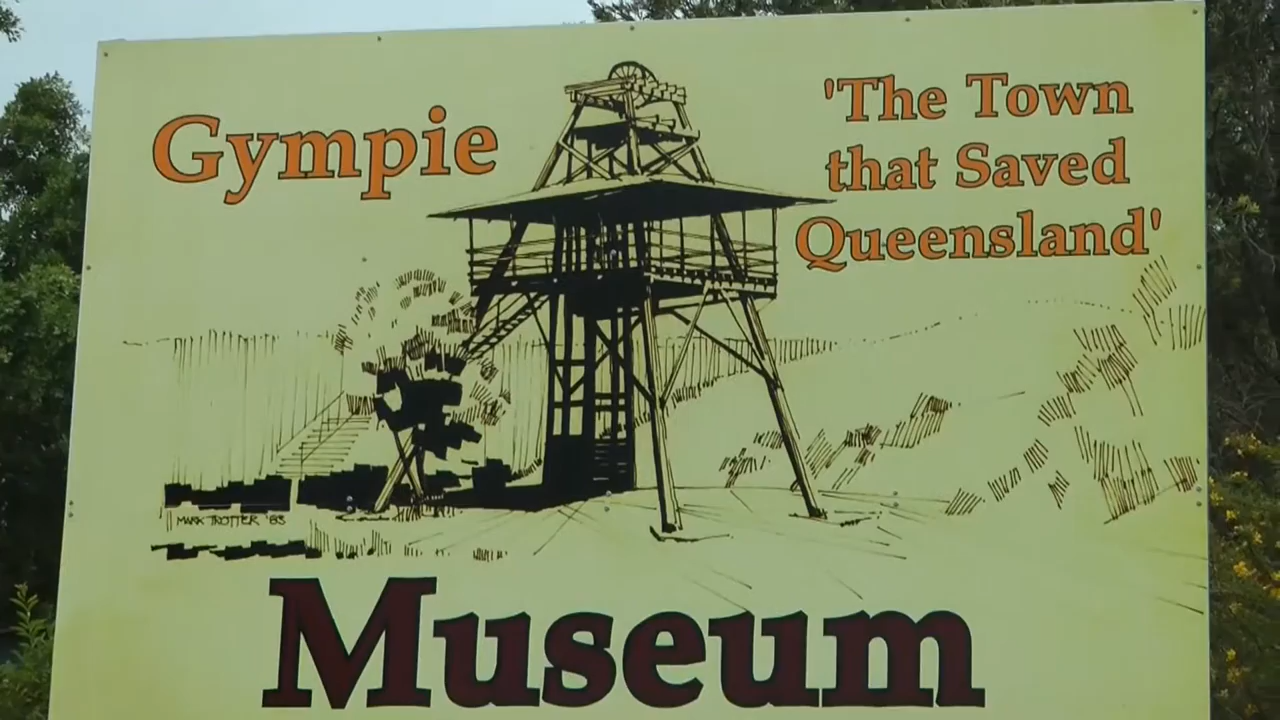 Gympie
'The Town
that Saved
Queensland'
MARK TROTTER '83
Museum